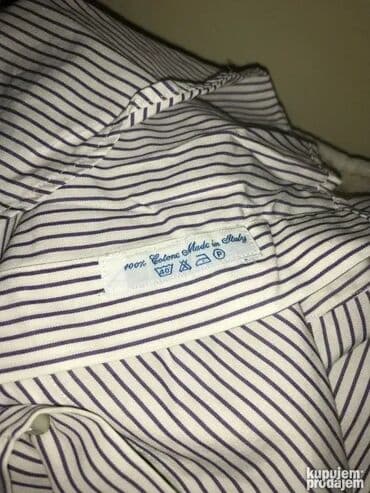 100% Cotone Made in Italy
40 P
kupujem
prodajem